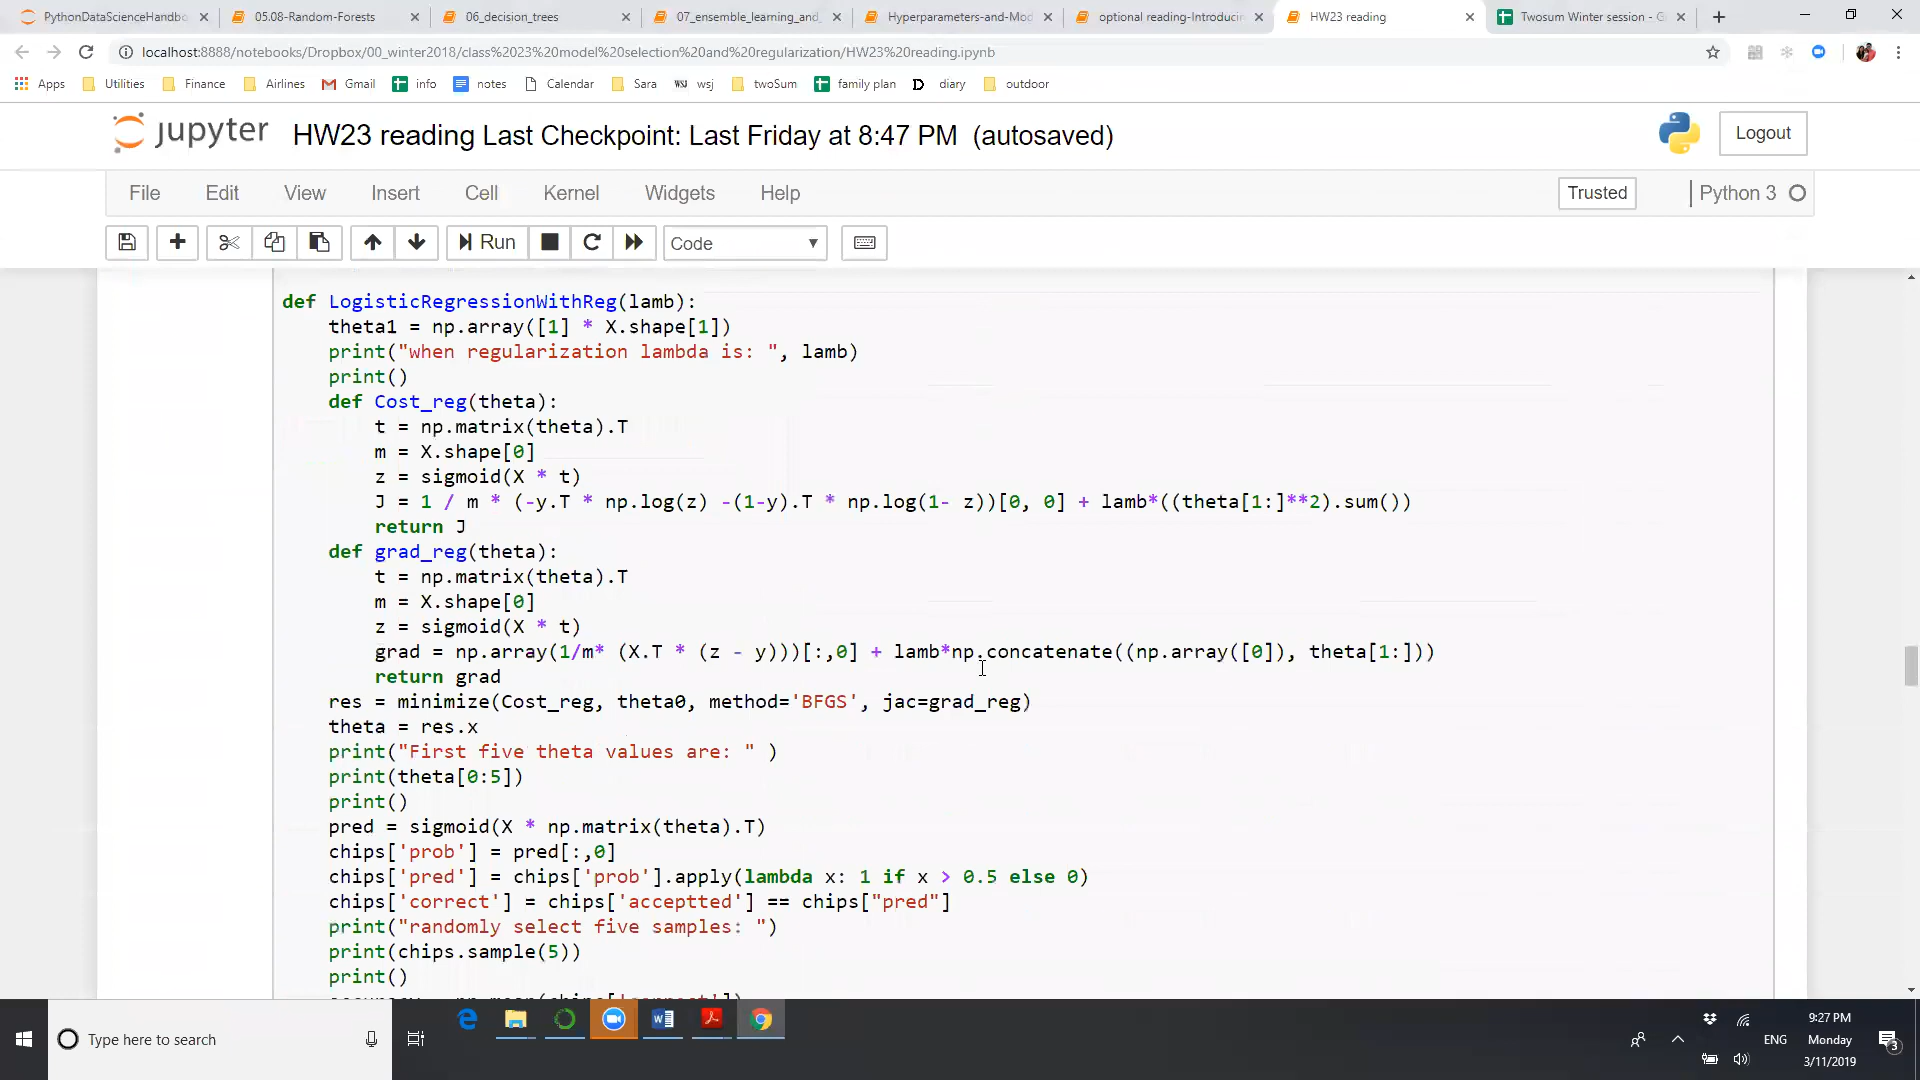 PythonDataScienceHandbo
05.08-Random-Forests
06_decision_trees
07_ensemble_learning_and_
Hyperparameters-and-Mod
optional reading-Introducin
HW23 reading
Twosum Winter session - G
localhost:8888/notebooks/Dropbox/00_winter2018/class%2023%20model%20selection%20and%20regularization/HW23%20reading.ipynb
Apps Utilities Finance Airlines Gmail info notes Calendar Sara wsj wsj twoSum family plan D diary outdoor
jupyter HW23 reading Last Checkpoint: Last Friday at 8:47 PM (autosaved) Logout
File Edit View Insert Cell Kernel Widgets Help Trusted Python 3
Run Code
def LogisticRegressionWithReg(lamb):
theta1 = np.array([1] * X.shape[1])
print("when regularization lambda is: ", lamb)
print()
def Cost_reg(theta):
t = np.matrix(theta).T
m = X.shape[0]
z = sigmoid(X * t)
J = 1 / m * (-y.T * np.log(z) -(1-y).T * np.log(1- z))[0, 0] + lamb*((theta[1:]**2).sum())
return J
def grad_reg(theta):
t = np.matrix(theta).T
m = X.shape[0]
z = sigmoid(X * t)
grad = np.array(1/m* (X.T * (z - y)))[:,0] + lamb*np.concatenate((np.array([0]), theta[1:]))
return grad
res = minimize(Cost_reg, theta0, method='BFGS', jac=grad_reg)
theta = res.x
print("First five theta values are: " )
print(theta[0:5])
print()
pred = sigmoid(X * np.matrix(theta).T)
chips['prob'] = pred[:,0]
chips['pred'] = chips['prob'].apply(lambda x: 1 if x > 0.5 else 0)
chips['correct'] = chips['acceptted'] == chips["pred"]
print("randomly select five samples: ")
print(chips.sample(5))
print()
Type here to search
ENG
9:27 PM
Monday
3/11/2019
3